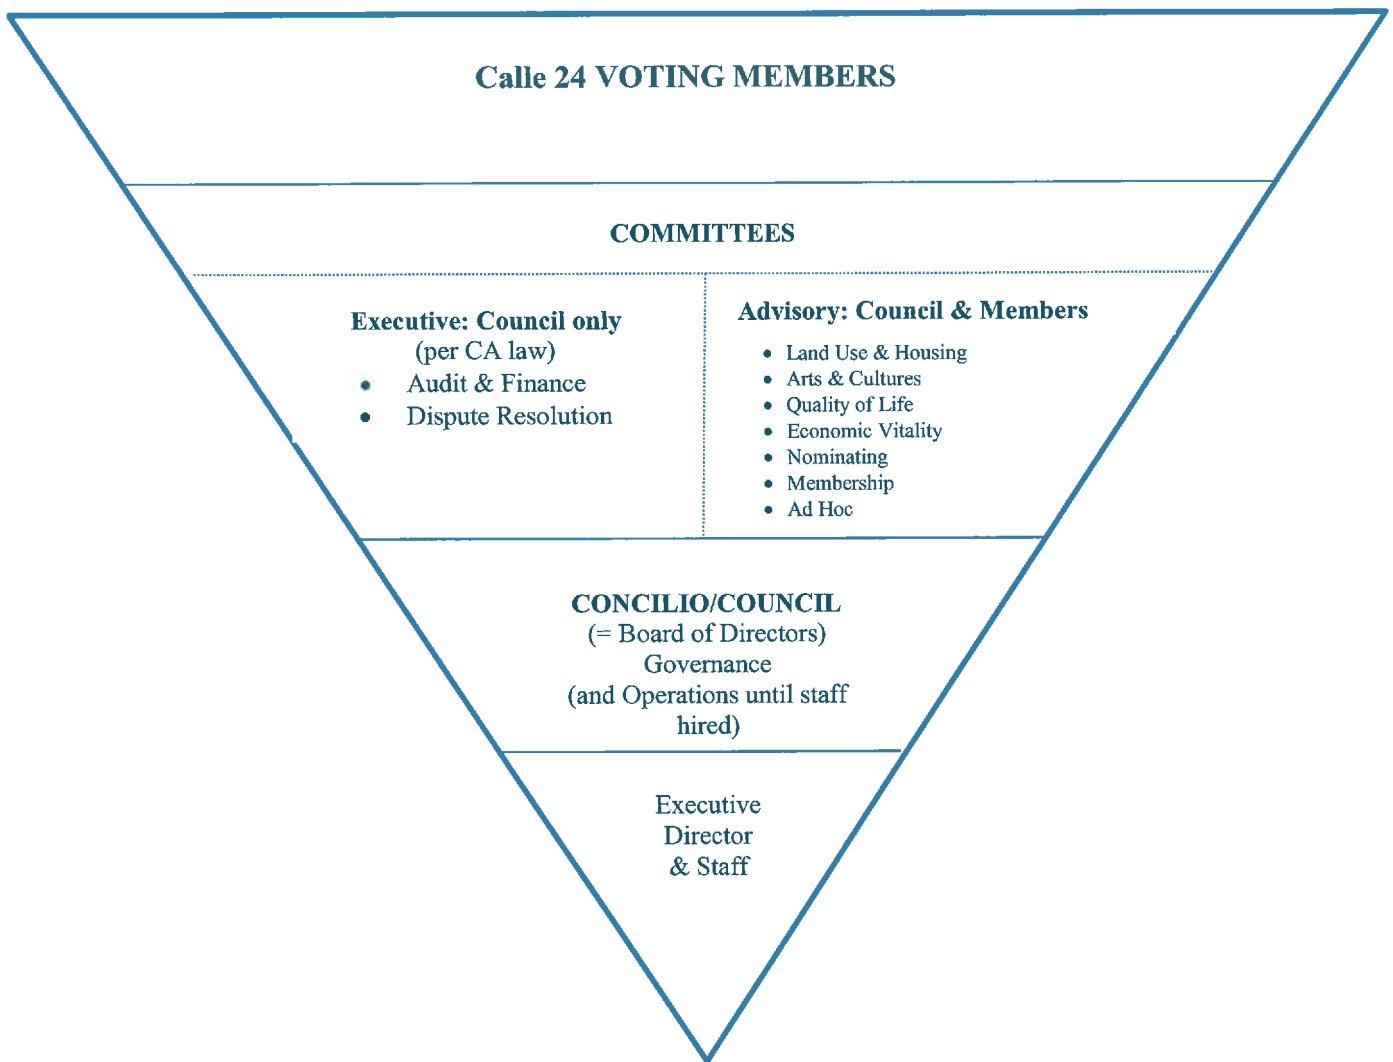 Calle 24 VOTING MEMBERS
COMMITTEES
Executive: Council only
(per CA law)
• Audit & Finance
• Dispute Resolution
Advisory: Council & Members
• Land Use & Housing
• Arts & Cultures
• Quality of Life
• Economic Vitality
• Nominating
• Membership
• Ad Hoc
CONCILIO/COUNCIL
(= Board of Directors)
Governance
(and Operations until staff
hired)
Executive
Director
& Staff